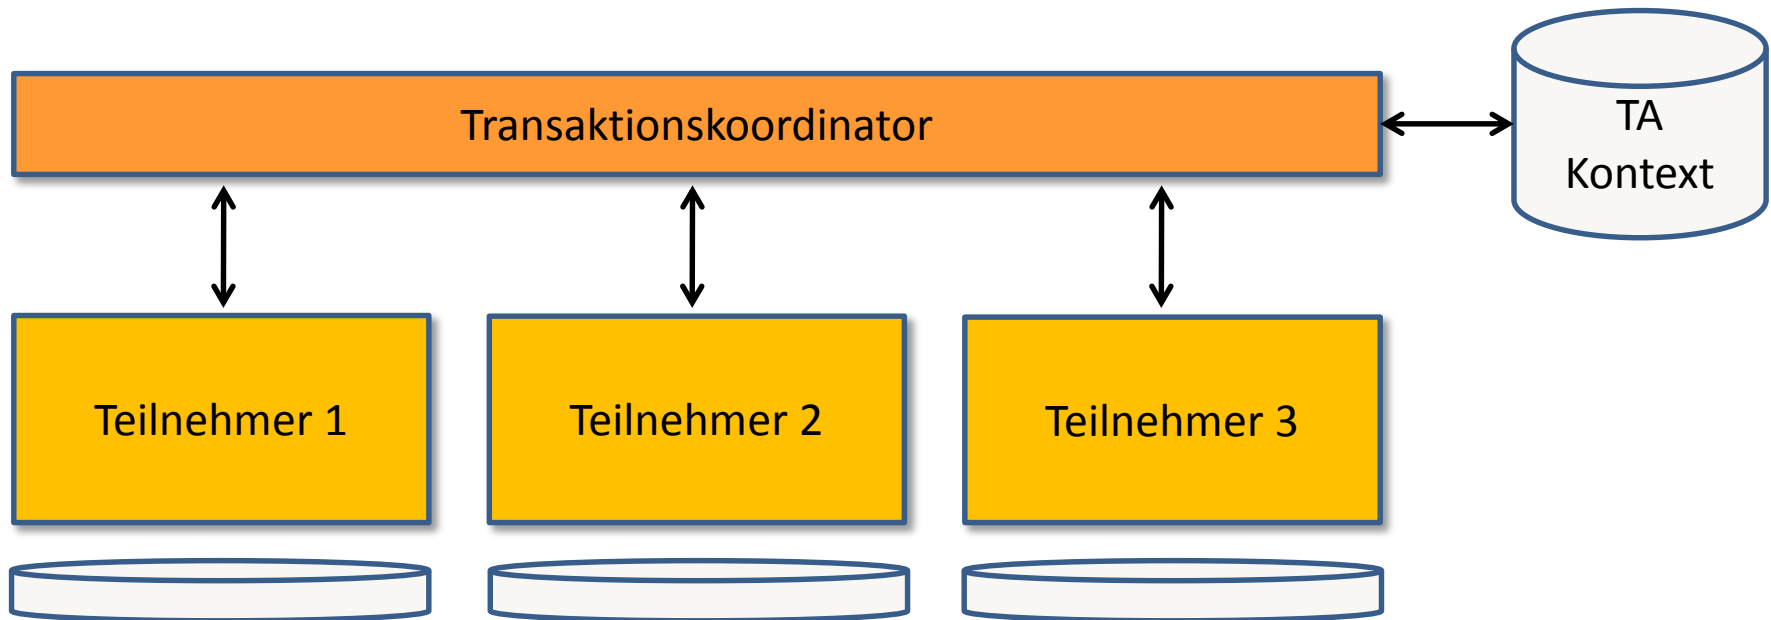 Transaktionskoordinator
TA
Kontext
Teilnehmer 1
Teilnehmer 2
Teilnehmer 3